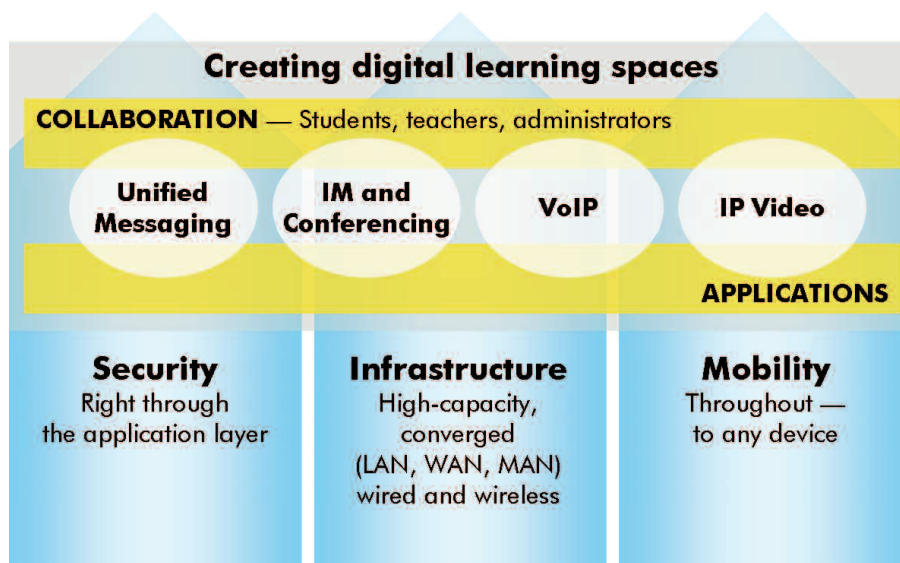 Creating digital learning spaces
COLLABORATION — Students, teachers, administrators
Unified
Messaging
IM and
Conferencing
VoIP
IP Video
APPLICATIONS
Security
Right through
the application layer
Infrastructure
High-capacity,
converged
(LAN, WAN, MAN)
wired and wireless
Mobility
Throughout —
to any device